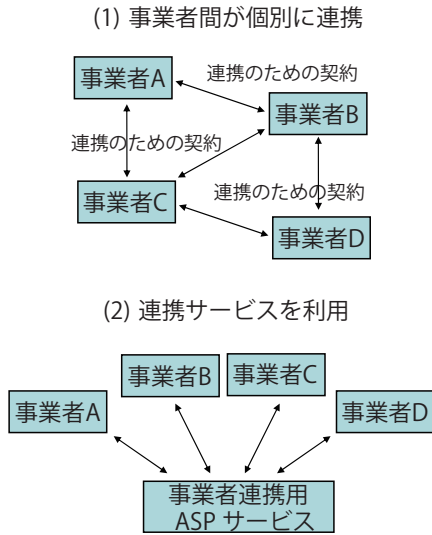 (1) 事業者間が個別に連携
事業者A
連携のための契約
事業者B
連携のための契約
事業者C
連携のための契約
事業者D
(2) 連携サービスを利用
事業者B
事業者C
事業者A
事業者D
事業者連携用
ASP サービス